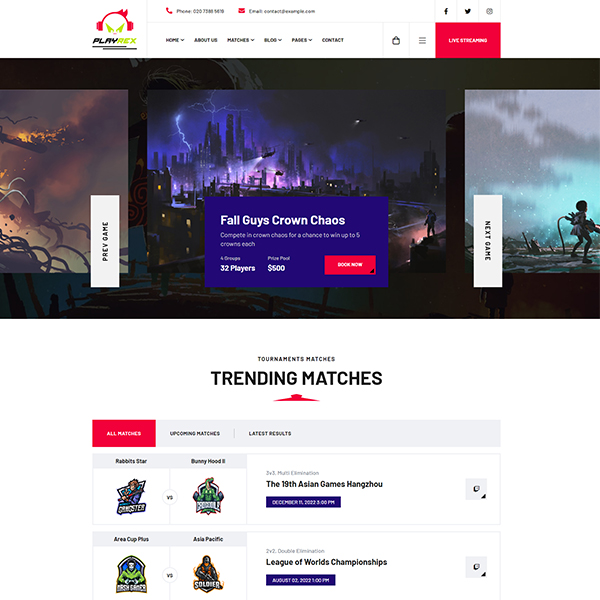 Phone: 020 7088 5619
Email: contact@example.com
PLAYREX
HOME
ABOUT US
MATCHES
BLOG
PAGES
CONTACT
LIVE STREAMING
PREV GAME
NEXT GAME
Fall Guys Crown Chaos
Compete in crown chaos for a chance to win up to 5
crowns each
4 Groups
Prize Pool
32 Players
$500
BOOK NOW
TOURNAMENTS MATCHES
TRENDING MATCHES
ALL MATCHES
UPCOMING MATCHES
LATEST RESULTS
Rabbits Star
Bunny Hood II
GANGSTER
VS
3v3, Multi Elimination
The 19th Asian Games Hangzhou
DECEMBER 11, 2022 3:00 PM
Area Cup Plus
Asia Pacific
DASH GAMER
VS
SOLDIER
2v2, Double Elimination
League of Worlds Championships
AUGUST 02, 2022 1:00 PM